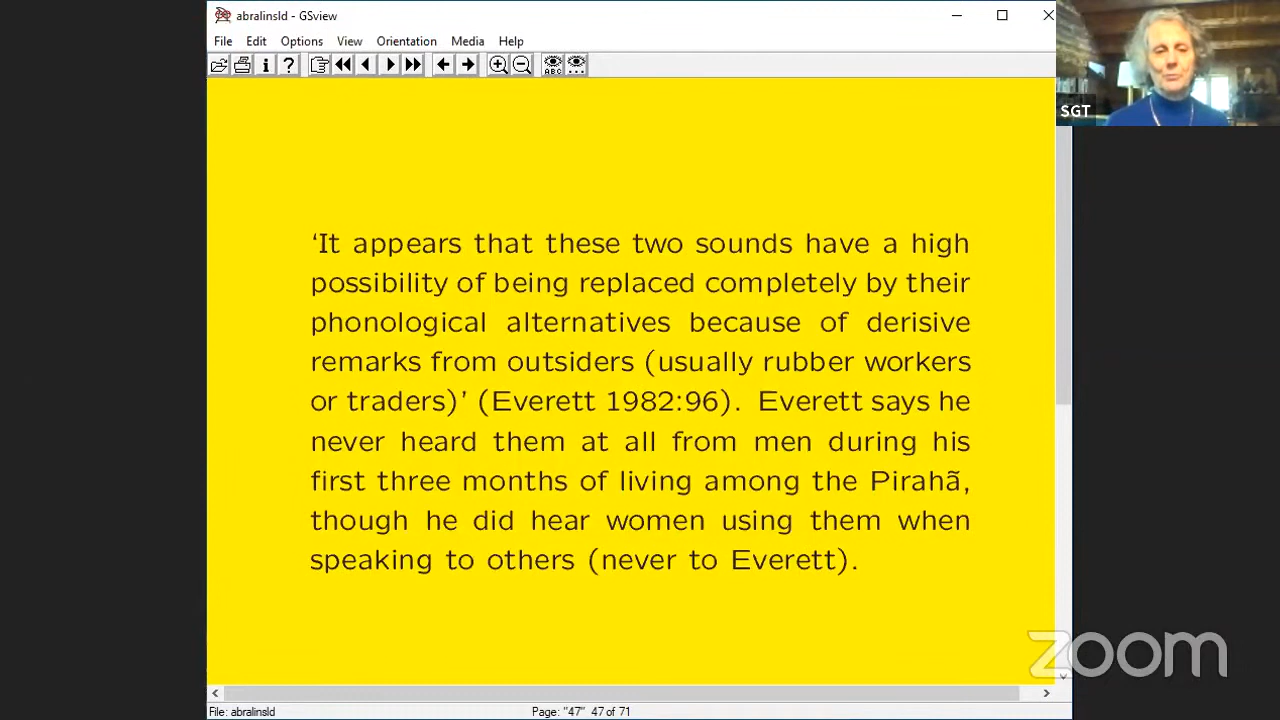 abralinsld - GSview
File Edit Options View Orientation Media Help
SGT
‘It appears that these two sounds have a high
possibility of being replaced completely by their
phonological alternatives because of derisive
remarks from outsiders (usually rubber workers
or traders)’ (Everett 1982:96). Everett says he
never heard them at all from men during his
first three months of living among the Pirahã,
though he did hear women using them when
speaking to others (never to Everett).
zoom
File: abralinsld Page: "47" 47 of 71